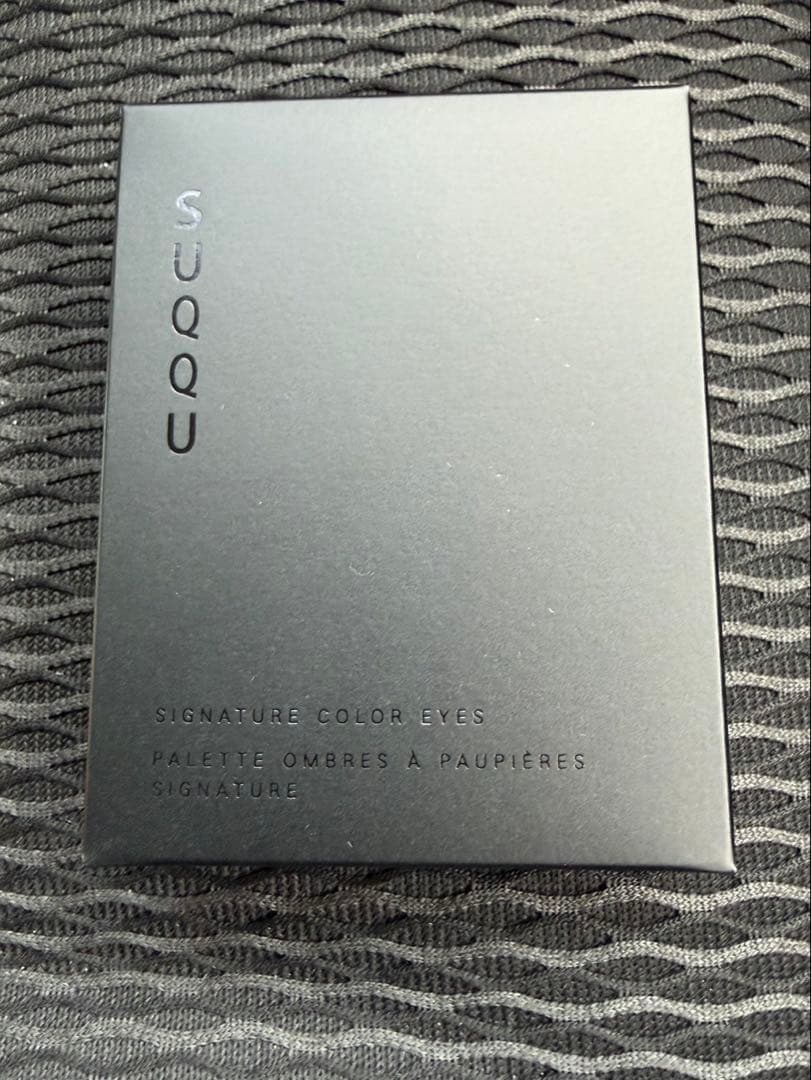 SUQQU
SIGNATURE COLOR EYES
PALETTE OMBRES À PAUPIÈRES
SIGNATURE